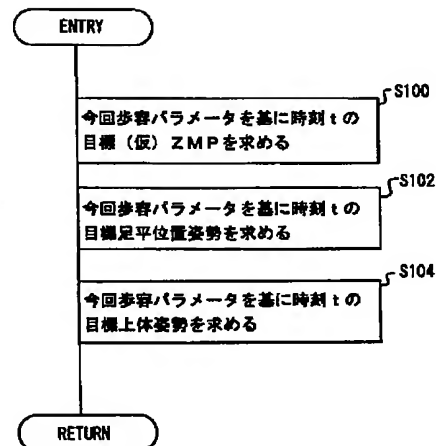 ENTRY
S100
今回歩容パラメータを基に時刻tの
目標(仮)ZMPを求める
S102
今回歩容パラメータを基に時刻tの
目標足平位置姿勢を求める
S104
今回歩容パラメータを基に時刻tの
目標上体姿勢を求める
RETURN